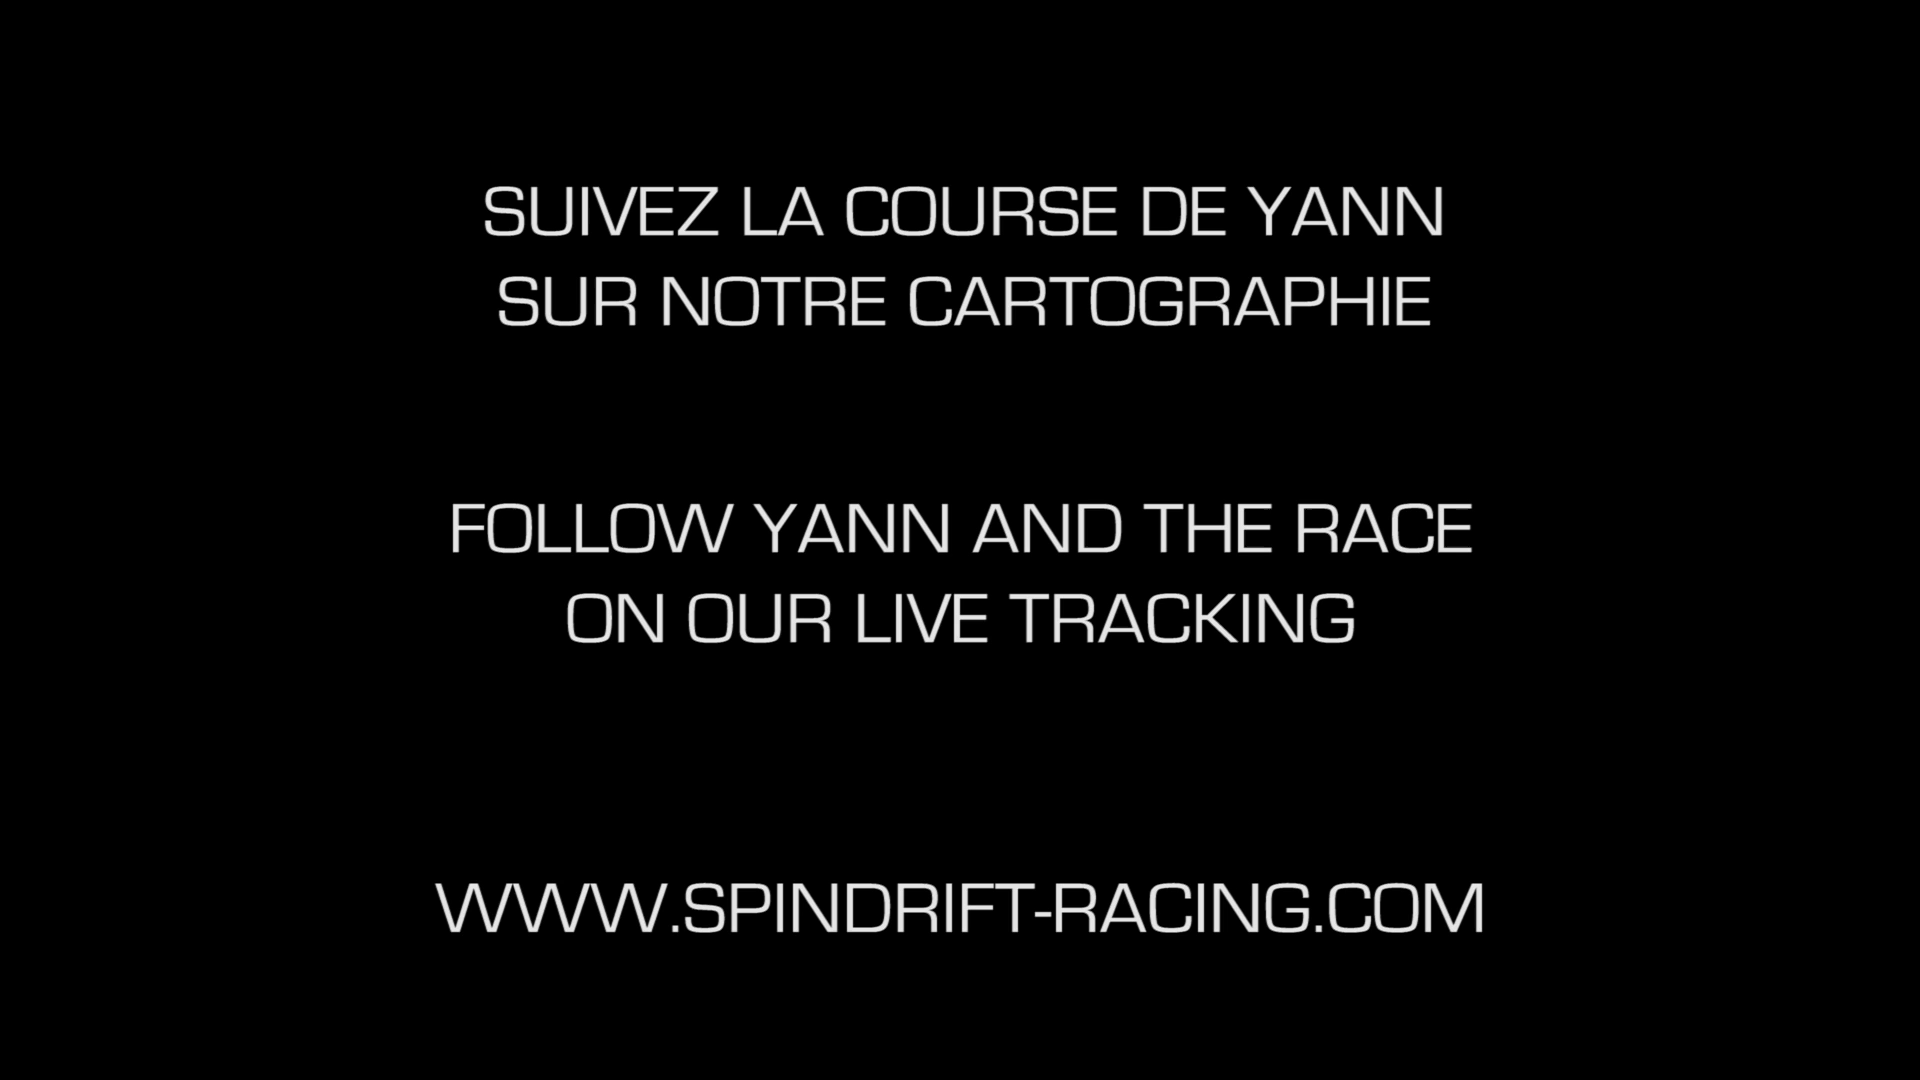 SUIVEZ LA COURSE DE YANN
SUR NOTRE CARTOGRAPHIE
FOLLOW YANN AND THE RACE
ON OUR LIVE TRACKING
WWW.SPINDRIFT-RACING.COM